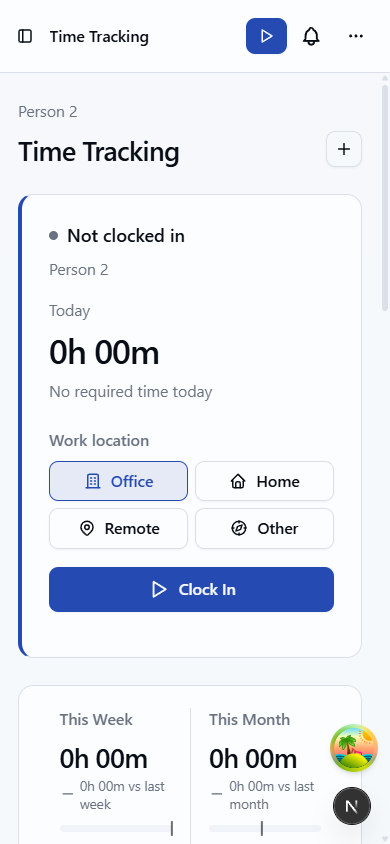 Time Tracking
Person 2
Time Tracking
Not clocked in
Person 2
Today
0h 00m
No required time today
Work location
Office
Home
Remote
Other
Clock In
This Week
0h 00m
0h 00m vs last
week
This Month
0h 00m
0h 00m vs last
month
N